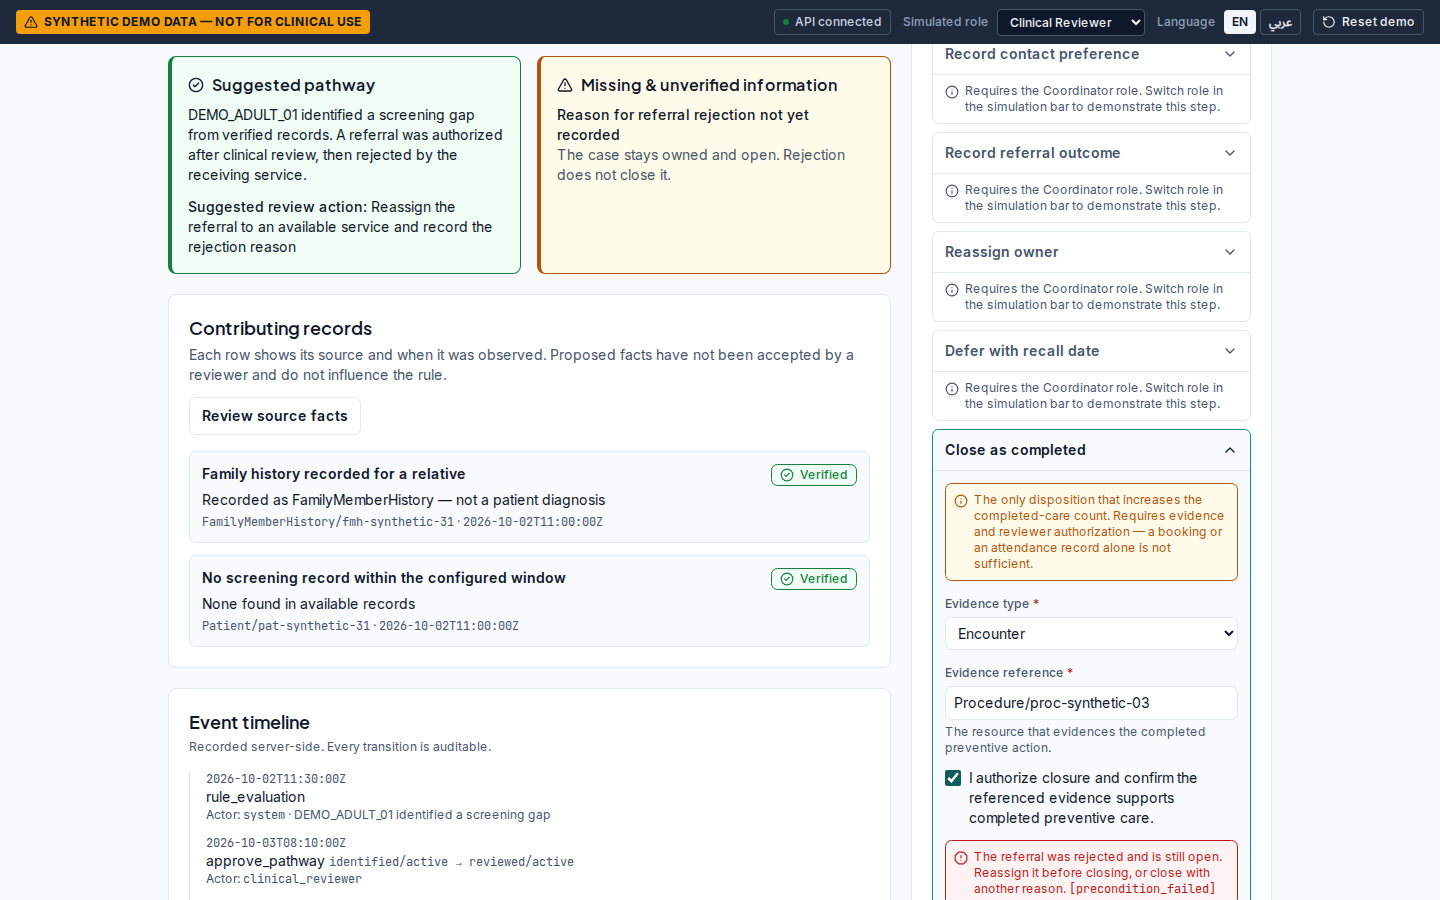 SYNTHETIC DEMO DATA — NOT FOR CLINICAL USE
API connected
Simulated role
Clinical Reviewer
Language
EN
عربي
Reset demo
Suggested pathway
DEMO_ADULT_01 identified a screening gap
from verified records. A referral was authorized
after clinical review, then rejected by the
receiving service.
Suggested review action: Reassign the
referral to an available service and record the
rejection reason
Missing & unverified information
Reason for referral rejection not yet
recorded
The case stays owned and open. Rejection
does not close it.
Contributing records
Each row shows its source and when it was observed. Proposed facts have not been accepted by a
reviewer and do not influence the rule.
Review source facts
Family history recorded for a relative
Verified
Recorded as FamilyMemberHistory — not a patient diagnosis
FamilyMemberHistory/fmh-synthetic-31 · 2026-10-02T11:00:00Z
No screening record within the configured window
Verified
None found in available records
Patient/pat-synthetic-31 · 2026-10-02T11:00:00Z
Event timeline
Recorded server-side. Every transition is auditable.
2026-10-02T11:30:00Z
rule_evaluation
Actor: system · DEMO_ADULT_01 identified a screening gap
2026-10-03T08:10:00Z
approve_pathway identified/active → reviewed/active
Actor: clinical_reviewer
Record contact preference
Requires the Coordinator role. Switch role in
the simulation bar to demonstrate this step.
Record referral outcome
Requires the Coordinator role. Switch role in
the simulation bar to demonstrate this step.
Reassign owner
Requires the Coordinator role. Switch role in
the simulation bar to demonstrate this step.
Defer with recall date
Requires the Coordinator role. Switch role in
the simulation bar to demonstrate this step.
Close as completed
The only disposition that increases the
completed-care count. Requires evidence
and reviewer authorization — a booking or
an attendance record alone is not
sufficient.
Evidence type *
Encounter
Evidence reference *
Procedure/proc-synthetic-03
The resource that evidences the completed
preventive action.
I authorize closure and confirm the
referenced evidence supports
completed preventive care.
The referral was rejected and is still open.
Reassign it before closing, or close with
another reason. [precondition_failed]